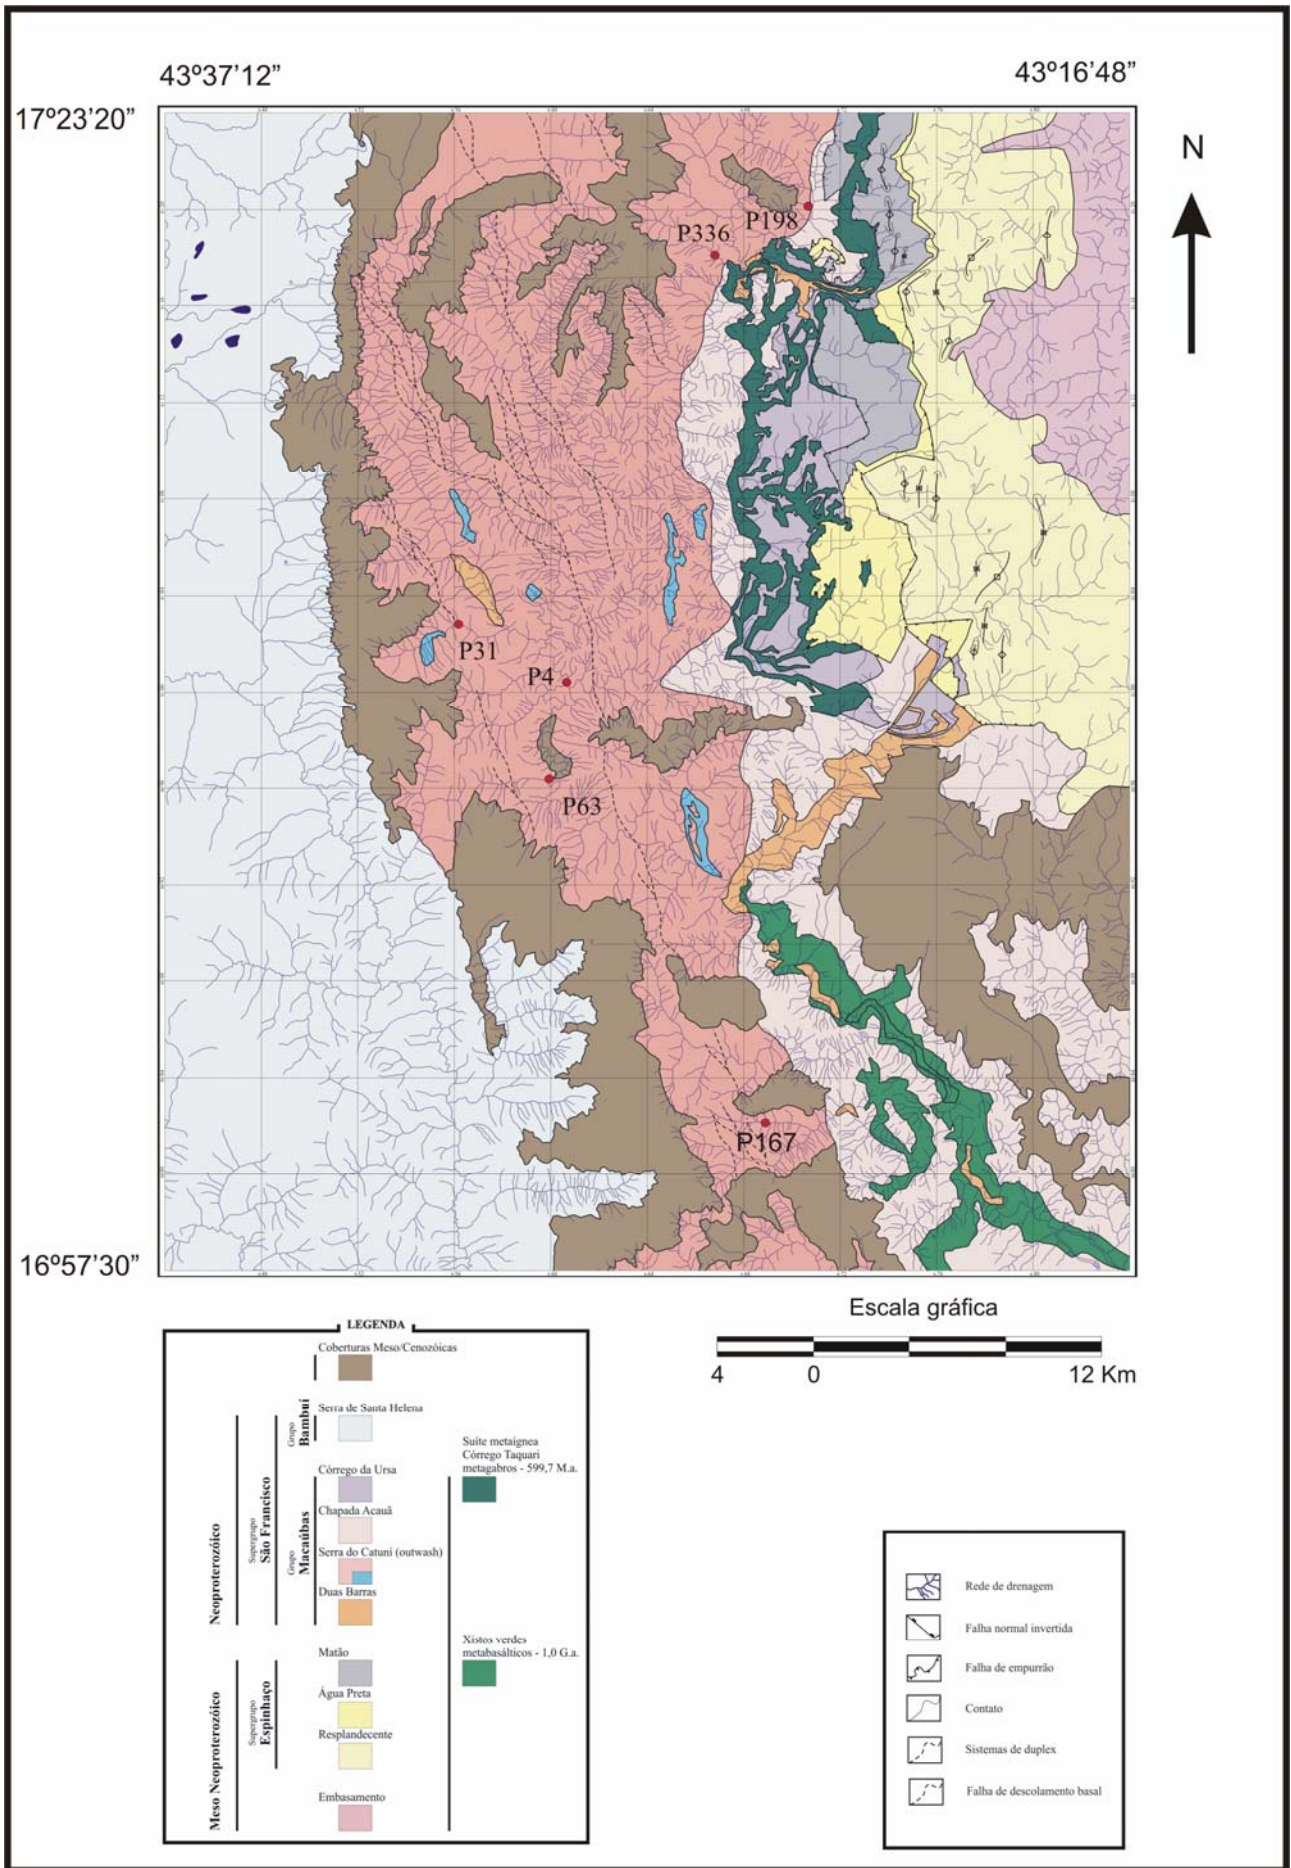 43º37’12”
43º16’48”
17º23’20”
N
P198
P336
P31
P4
P63
P167
16º57’30”
Escala gráfica
4 0 12 Km
LEGENDA
Coberturas Meso/Cenozóicas
Serra de Santa Helena
Grupo
Bambuí
Suíte metaígnea
Córrego Taquari
metagabros - 599,7 M.a.
Córrego da Ursa
Chapada Acauã
Serra do Catuni (outwash)
Duas Barras
Grupo
Macaúbas
Supergrupo
São Francisco
Neoproterozóico
Xistos verdes
metabasálticos - 1,0 G.a.
Matão
Água Preta
Resplandecente
Supergrupo
Espinhaço
Embasamento
Meso Neoproterozóico
Rede de drenagem
Falha normal invertida
Falha de empurrão
Contato
Sistemas de duplex
Falha de descolamento basal